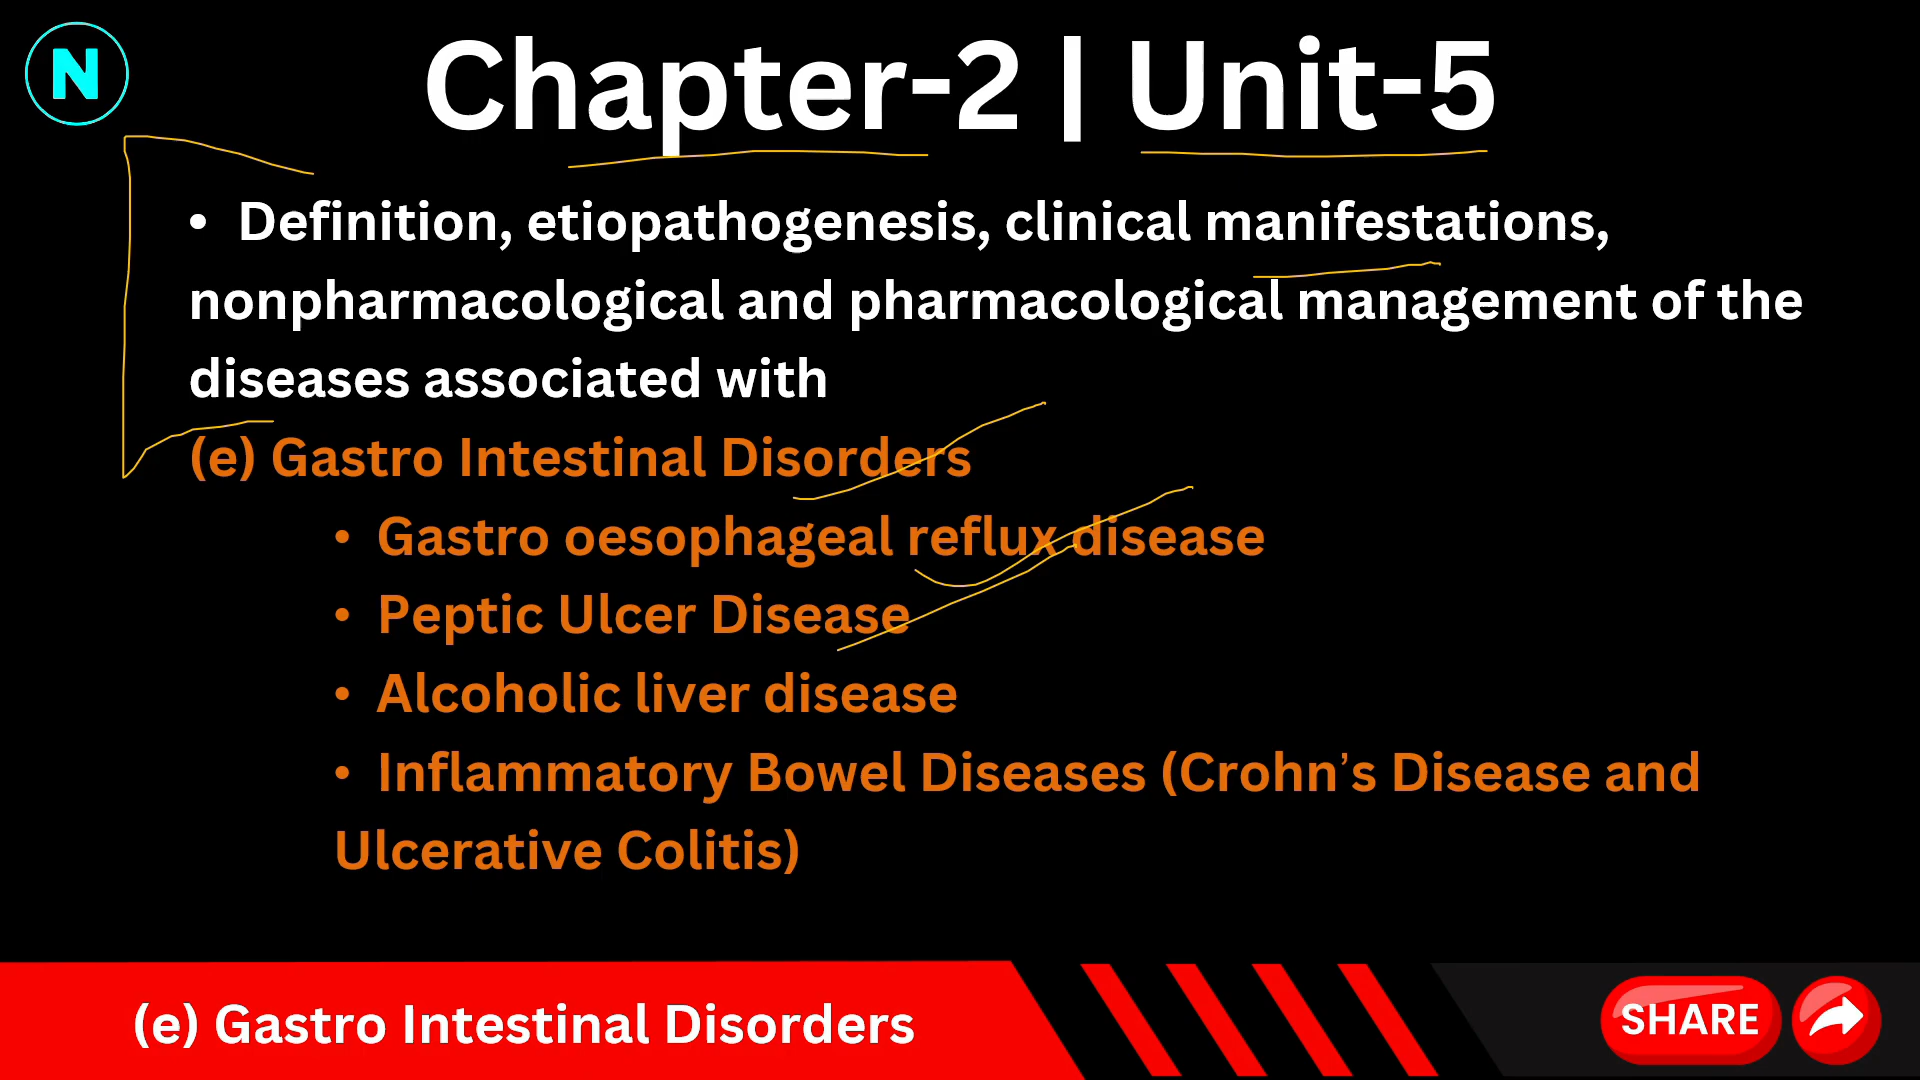 N
Chapter-2 | Unit-5
• Definition, etiopathogenesis, clinical manifestations,
nonpharmacological and pharmacological management of the
diseases associated with
(e) Gastro Intestinal Disorders
• Gastro oesophageal reflux disease
• Peptic Ulcer Disease
• Alcoholic liver disease
• Inflammatory Bowel Diseases (Crohn’s Disease and
Ulcerative Colitis)
(e) Gastro Intestinal Disorders
SHARE